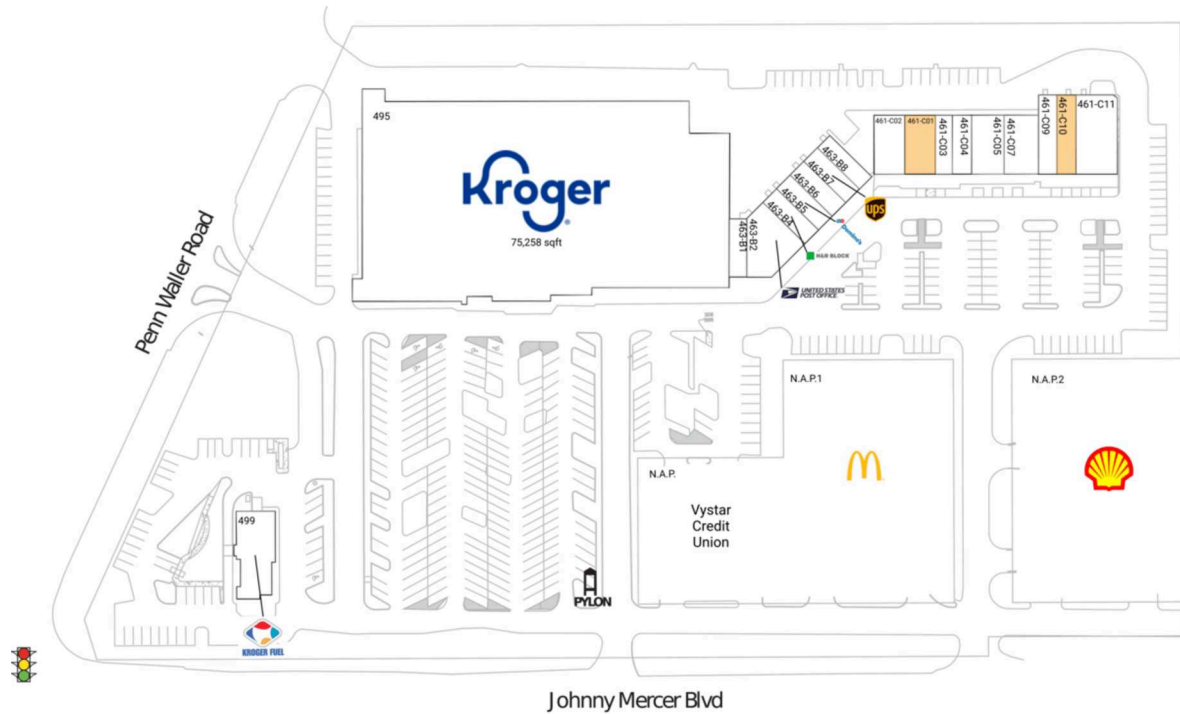 495
Kroger
75,258 sqft
461-C02
461-C01
461-C03
461-C04
461-C05
461-C07
461-C09
461-C10
461-C11
463-B8
463-B7
463-B6
463-B5
463-B4
463-B2
463-B1
ups
Domino's
H&R BLOCK
UNITED STATES
POST OFFICE
Penn Waller Road
N.A.P.1
N.A.P.2
N.A.P.
Vystar
Credit
Union
499
PYLON
KROGER FUEL
Johnny Mercer Blvd